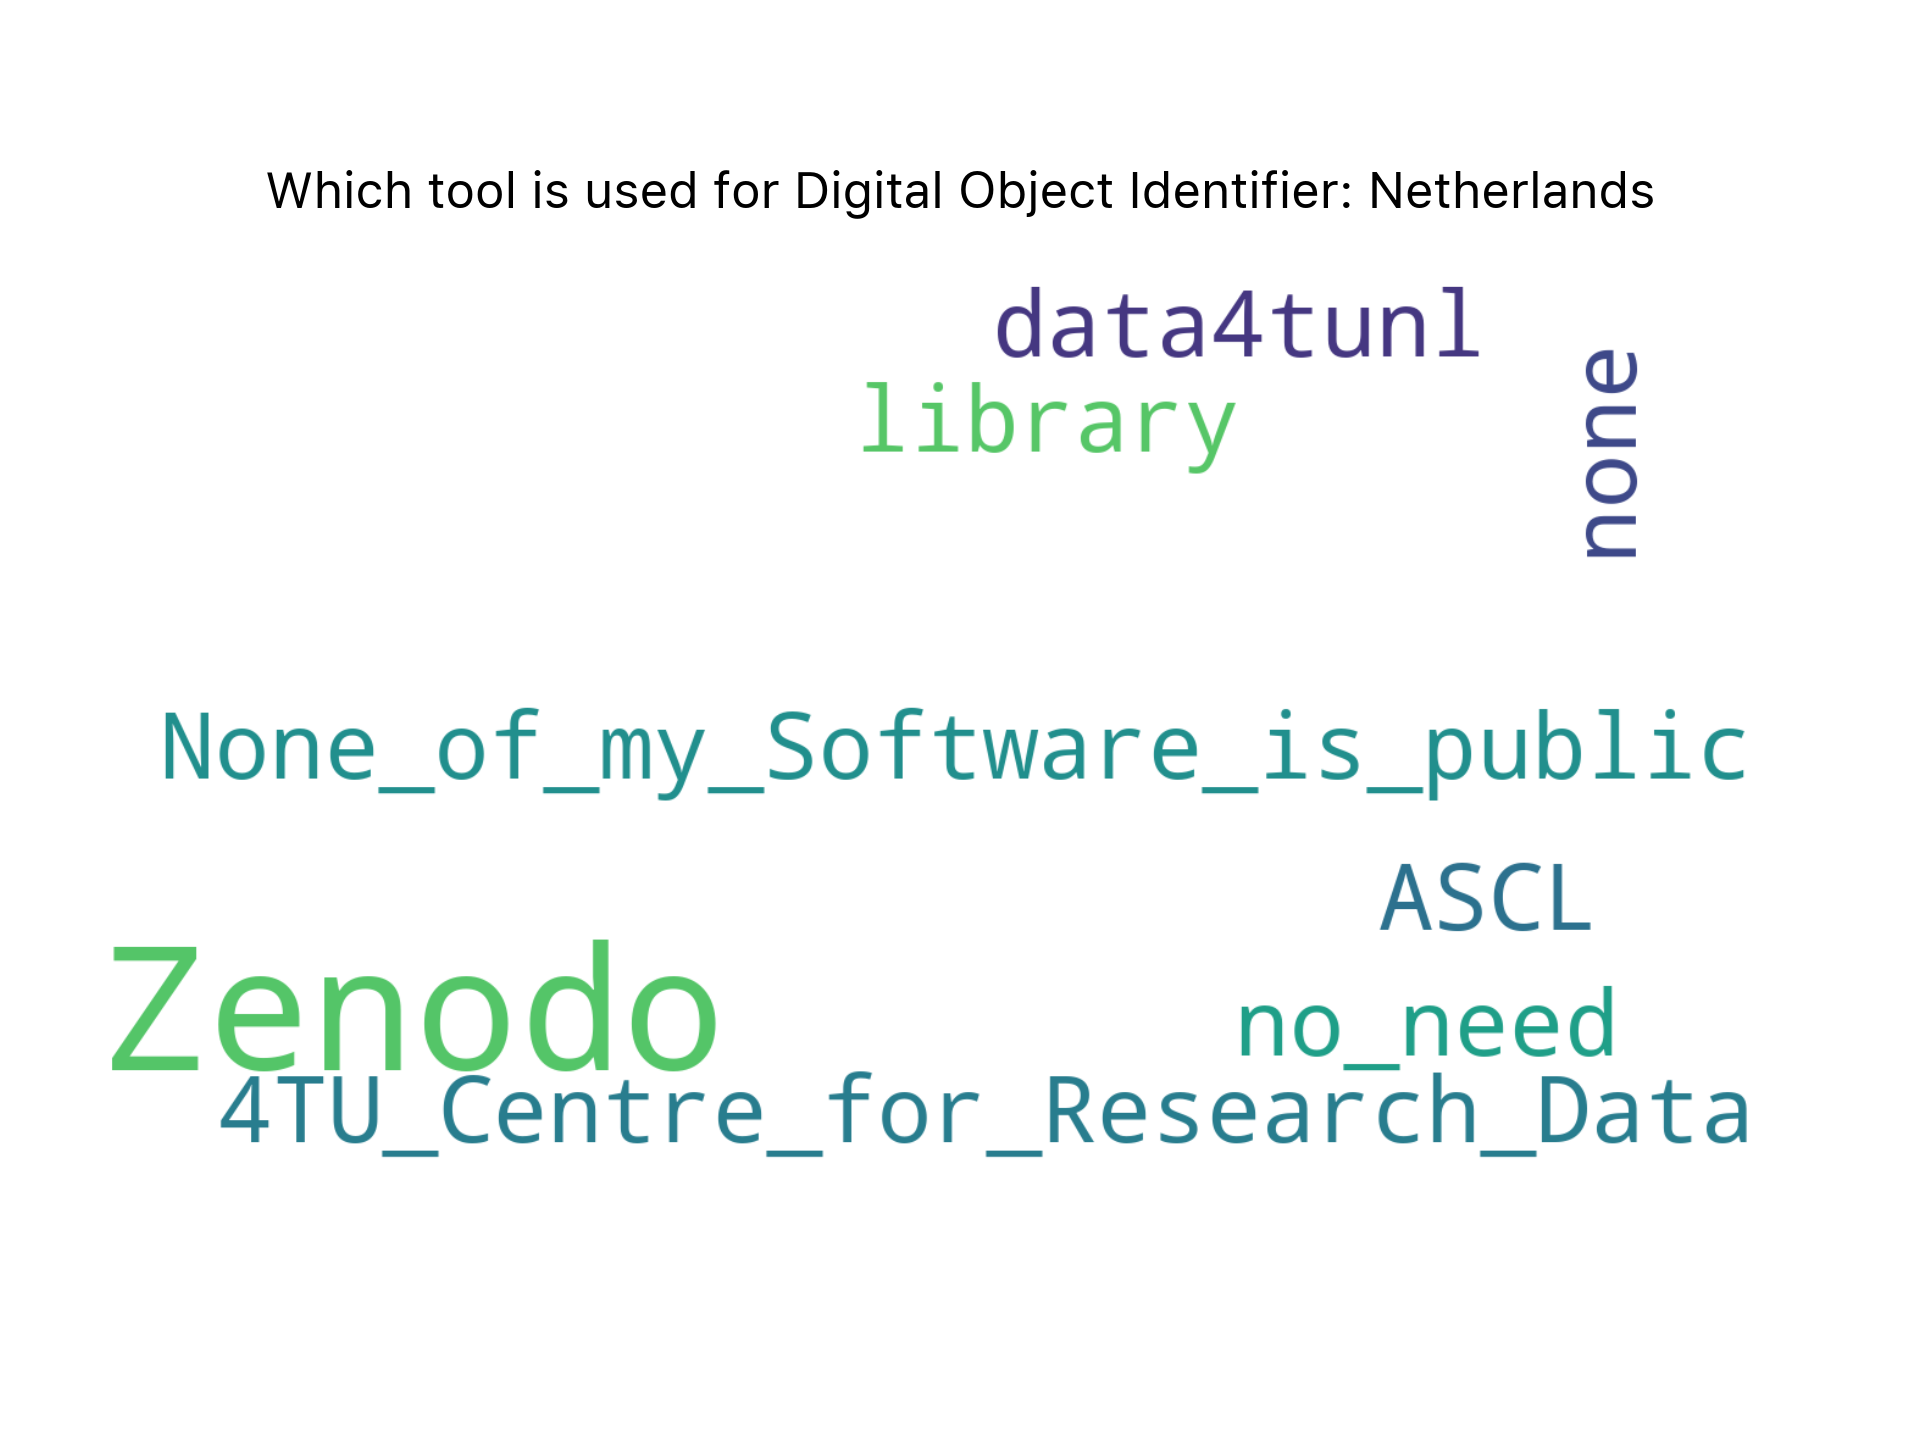 Which tool is used for Digital Object Identifier: Netherlands
data4tunl
library
none
None_of_my_Software_is_public
ASCL
Zenodo
no_need
4TU_Centre_for_Research_Data